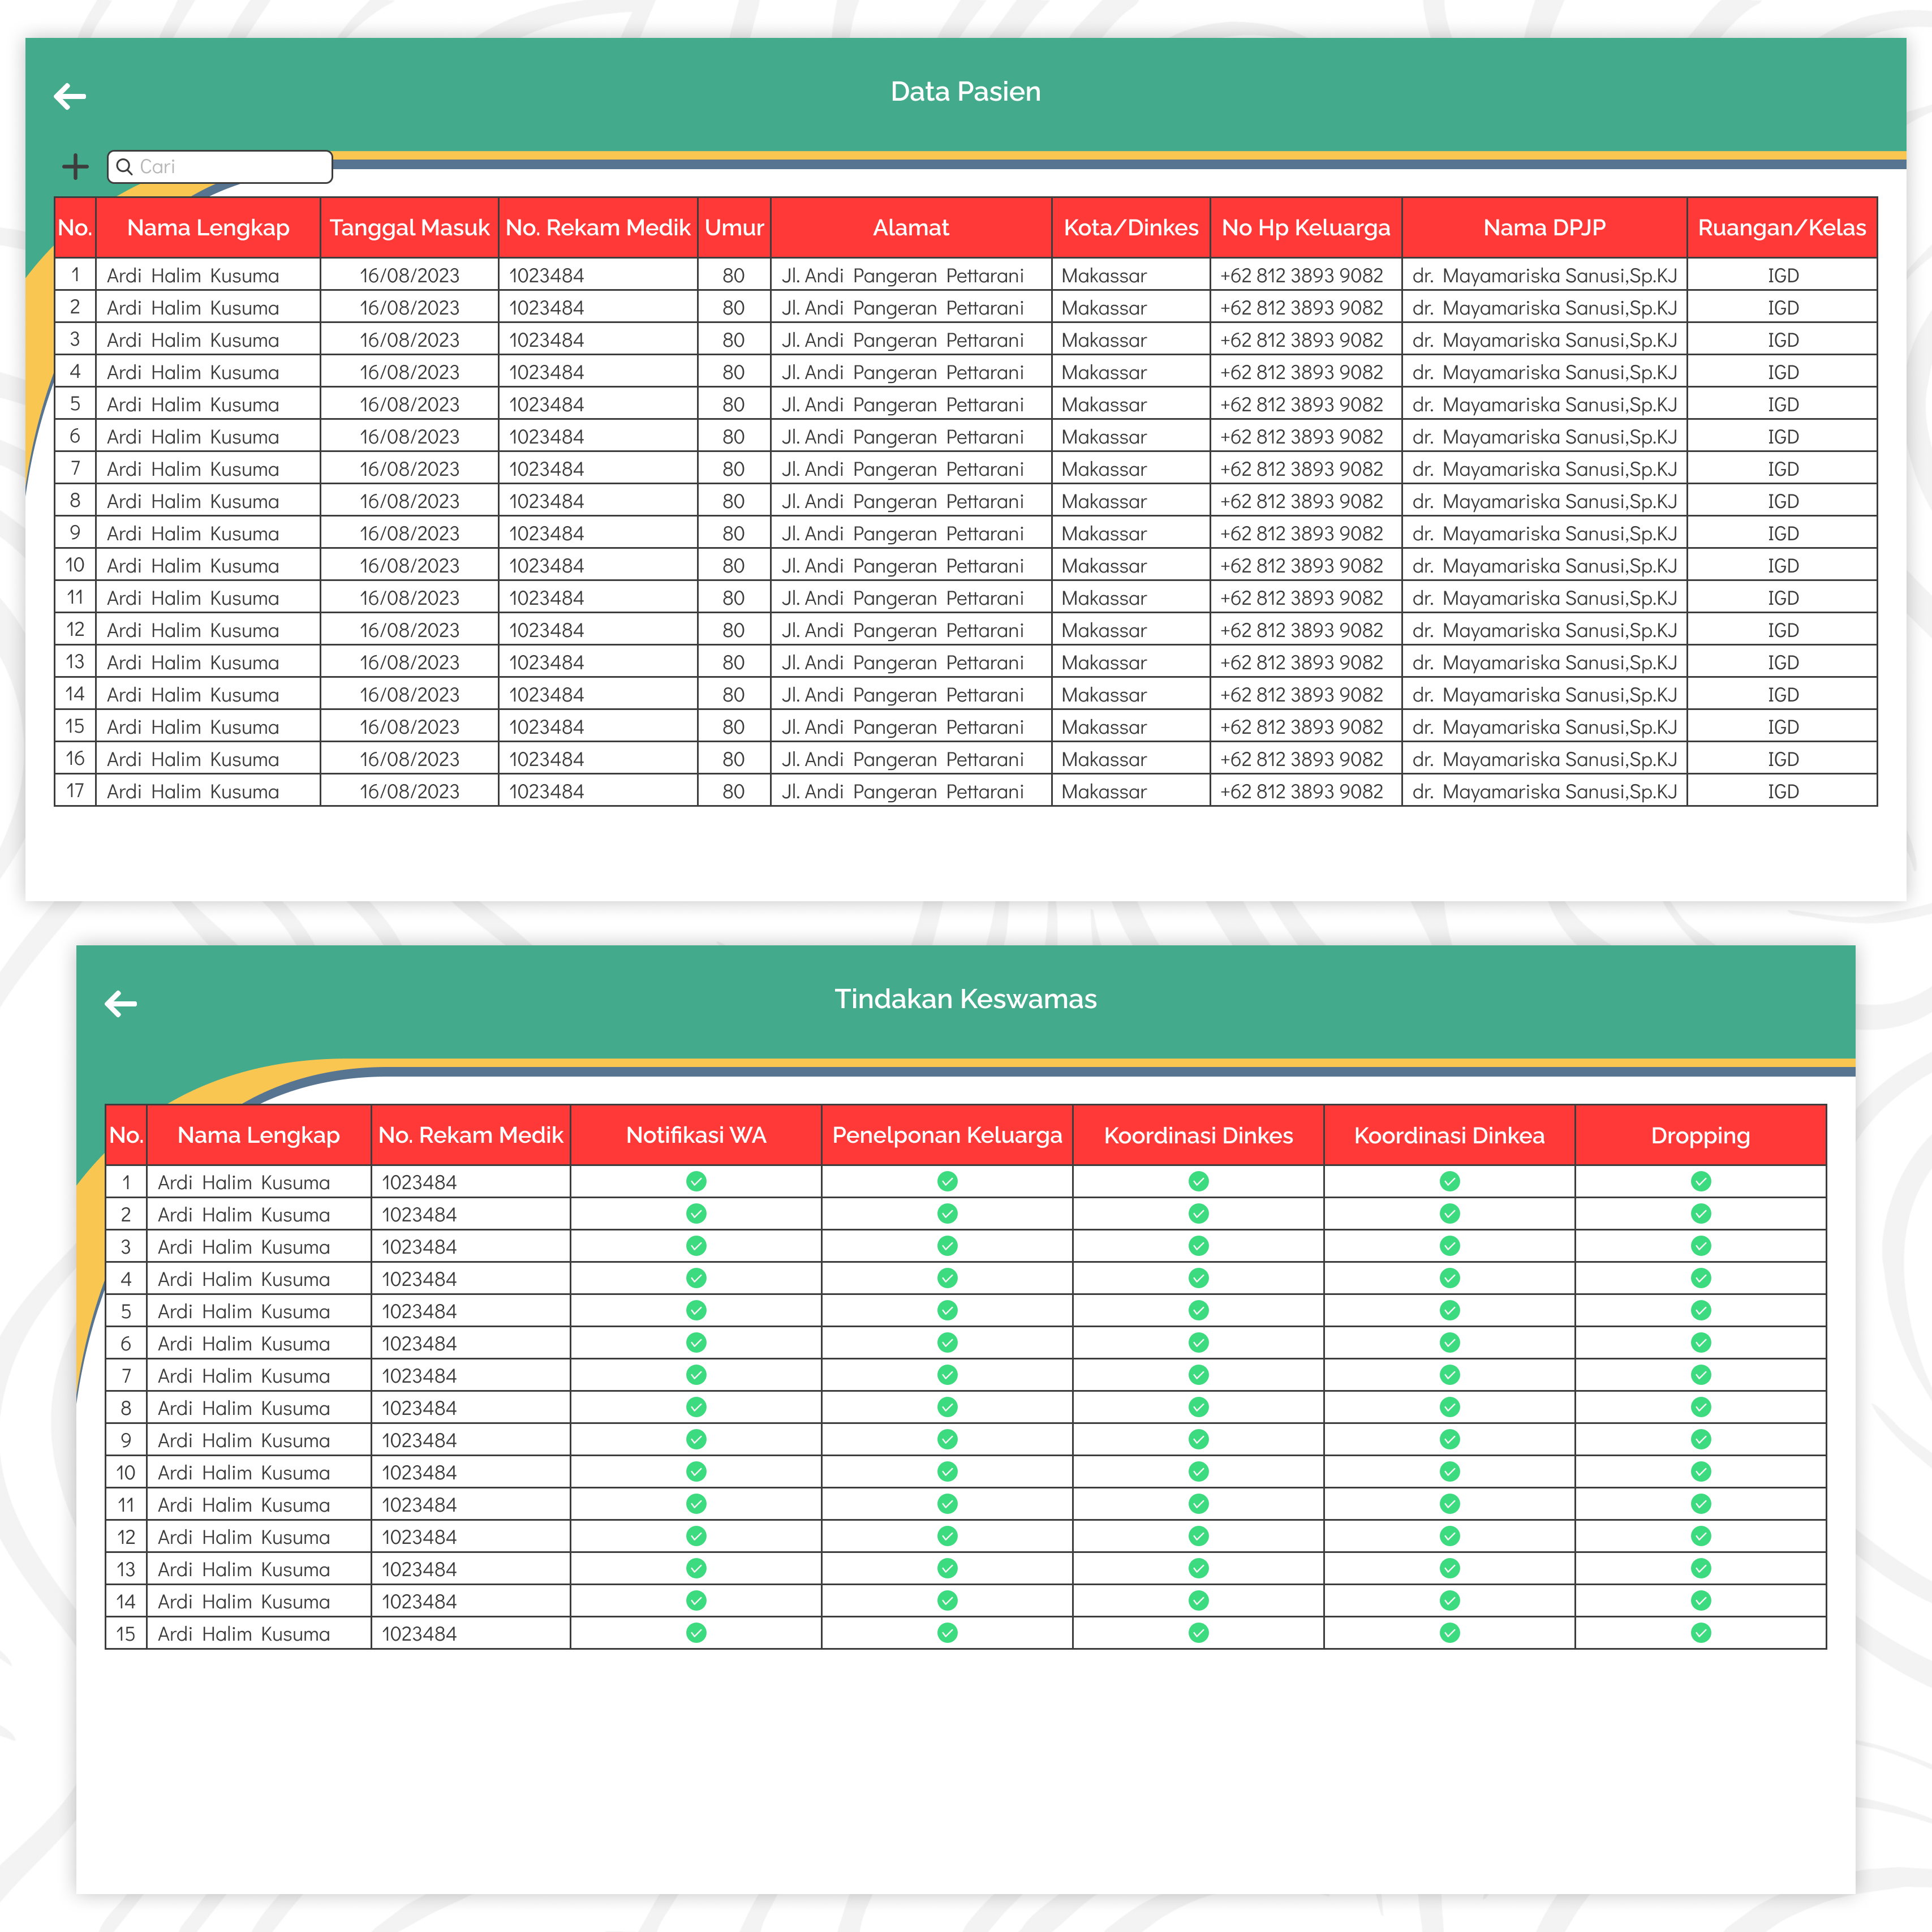 Data Pasien
Cari
No. Nama Lengkap Tanggal Masuk No. Rekam Medik Umur Alamat Kota/Dinkes No Hp Keluarga Nama DPJP Ruangan/Kelas
1 Ardi Halim Kusuma 16/08/2023 1023484 80 Jl. Andi Pangeran Pettarani Makassar +62 812 3893 9082 dr. Mayamariska Sanusi,Sp.KJ IGD
2 Ardi Halim Kusuma 16/08/2023 1023484 80 Jl. Andi Pangeran Pettarani Makassar +62 812 3893 9082 dr. Mayamariska Sanusi,Sp.KJ IGD
3 Ardi Halim Kusuma 16/08/2023 1023484 80 Jl. Andi Pangeran Pettarani Makassar +62 812 3893 9082 dr. Mayamariska Sanusi,Sp.KJ IGD
4 Ardi Halim Kusuma 16/08/2023 1023484 80 Jl. Andi Pangeran Pettarani Makassar +62 812 3893 9082 dr. Mayamariska Sanusi,Sp.KJ IGD
5 Ardi Halim Kusuma 16/08/2023 1023484 80 Jl. Andi Pangeran Pettarani Makassar +62 812 3893 9082 dr. Mayamariska Sanusi,Sp.KJ IGD
6 Ardi Halim Kusuma 16/08/2023 1023484 80 Jl. Andi Pangeran Pettarani Makassar +62 812 3893 9082 dr. Mayamariska Sanusi,Sp.KJ IGD
7 Ardi Halim Kusuma 16/08/2023 1023484 80 Jl. Andi Pangeran Pettarani Makassar +62 812 3893 9082 dr. Mayamariska Sanusi,Sp.KJ IGD
8 Ardi Halim Kusuma 16/08/2023 1023484 80 Jl. Andi Pangeran Pettarani Makassar +62 812 3893 9082 dr. Mayamariska Sanusi,Sp.KJ IGD
9 Ardi Halim Kusuma 16/08/2023 1023484 80 Jl. Andi Pangeran Pettarani Makassar +62 812 3893 9082 dr. Mayamariska Sanusi,Sp.KJ IGD
10 Ardi Halim Kusuma 16/08/2023 1023484 80 Jl. Andi Pangeran Pettarani Makassar +62 812 3893 9082 dr. Mayamariska Sanusi,Sp.KJ IGD
11 Ardi Halim Kusuma 16/08/2023 1023484 80 Jl. Andi Pangeran Pettarani Makassar +62 812 3893 9082 dr. Mayamariska Sanusi,Sp.KJ IGD
12 Ardi Halim Kusuma 16/08/2023 1023484 80 Jl. Andi Pangeran Pettarani Makassar +62 812 3893 9082 dr. Mayamariska Sanusi,Sp.KJ IGD
13 Ardi Halim Kusuma 16/08/2023 1023484 80 Jl. Andi Pangeran Pettarani Makassar +62 812 3893 9082 dr. Mayamariska Sanusi,Sp.KJ IGD
14 Ardi Halim Kusuma 16/08/2023 1023484 80 Jl. Andi Pangeran Pettarani Makassar +62 812 3893 9082 dr. Mayamariska Sanusi,Sp.KJ IGD
15 Ardi Halim Kusuma 16/08/2023 1023484 80 Jl. Andi Pangeran Pettarani Makassar +62 812 3893 9082 dr. Mayamariska Sanusi,Sp.KJ IGD
16 Ardi Halim Kusuma 16/08/2023 1023484 80 Jl. Andi Pangeran Pettarani Makassar +62 812 3893 9082 dr. Mayamariska Sanusi,Sp.KJ IGD
17 Ardi Halim Kusuma 16/08/2023 1023484 80 Jl. Andi Pangeran Pettarani Makassar +62 812 3893 9082 dr. Mayamariska Sanusi,Sp.KJ IGD
Tindakan Keswamas
No. Nama Lengkap No. Rekam Medik Notifikasi WA Penelponan Keluarga Koordinasi Dinkes Koordinasi Dinkea Dropping
1 Ardi Halim Kusuma 1023484
2 Ardi Halim Kusuma 1023484
3 Ardi Halim Kusuma 1023484
4 Ardi Halim Kusuma 1023484
5 Ardi Halim Kusuma 1023484
6 Ardi Halim Kusuma 1023484
7 Ardi Halim Kusuma 1023484
8 Ardi Halim Kusuma 1023484
9 Ardi Halim Kusuma 1023484
10 Ardi Halim Kusuma 1023484
11 Ardi Halim Kusuma 1023484
12 Ardi Halim Kusuma 1023484
13 Ardi Halim Kusuma 1023484
14 Ardi Halim Kusuma 1023484
15 Ardi Halim Kusuma 1023484